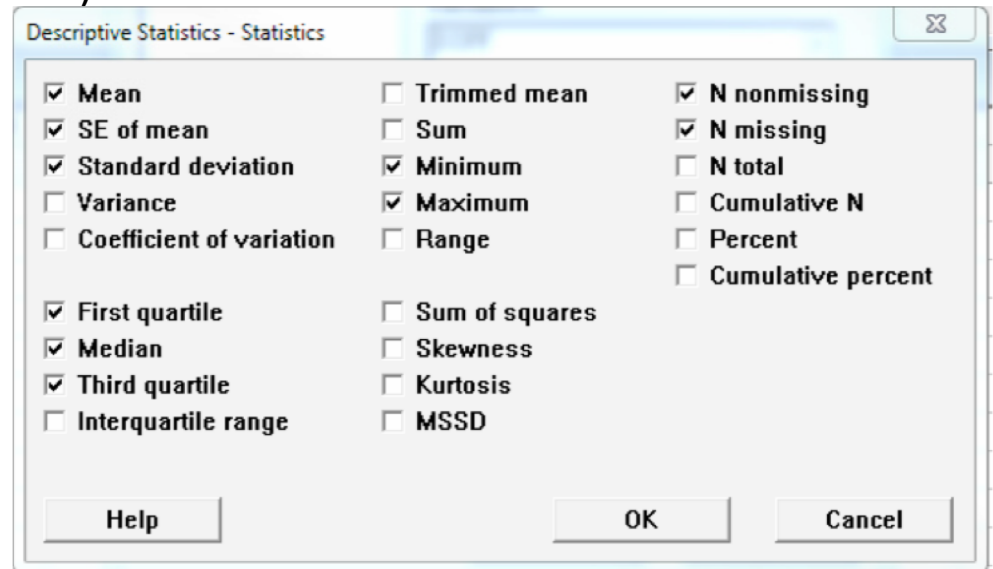 Descriptive Statistics - Statistics
Mean
Trimmed mean
N nonmissing
SE of mean
Sum
N missing
Standard deviation
Minimum
N total
Variance
Maximum
Cumulative N
Coefficient of variation
Range
Percent
Cumulative percent
First quartile
Sum of squares
Median
Skewness
Third quartile
Kurtosis
Interquartile range
MSSD
Help
OK
Cancel